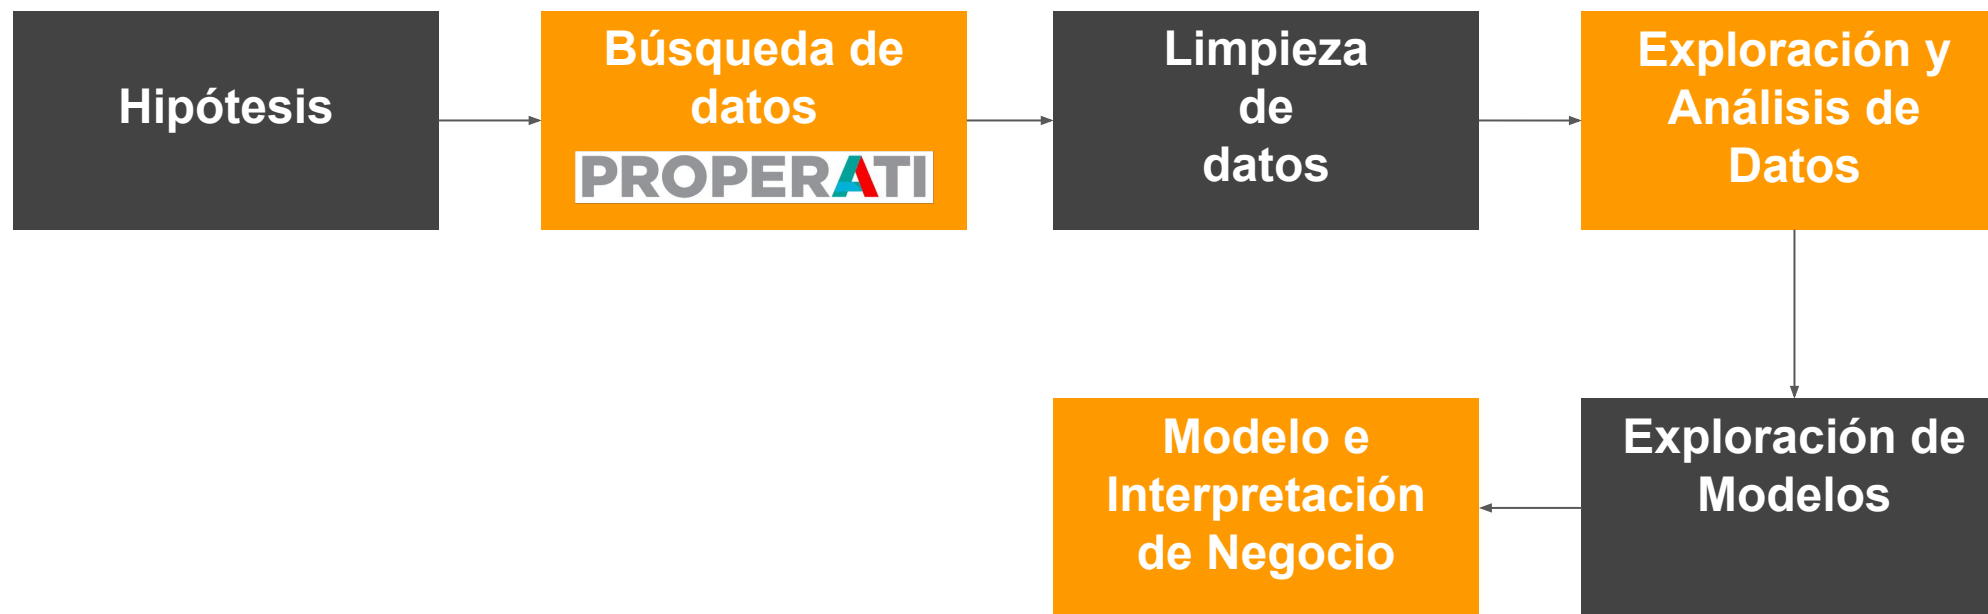 Hipótesis
Búsqueda de
datos
PROPERATI
Limpieza
de
datos
Exploración y
Análisis de
Datos
Exploración de
Modelos
Modelo e
Interpretación
de Negocio